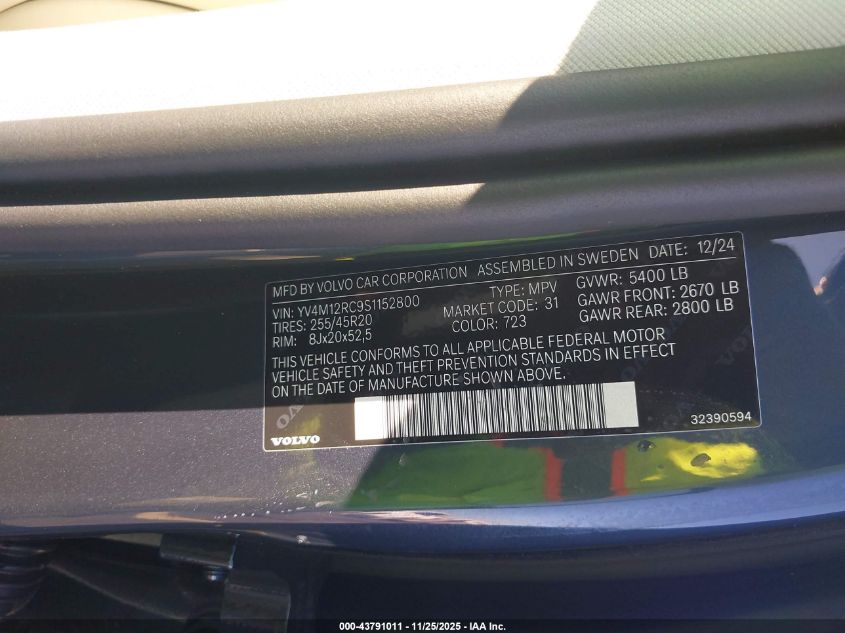 MFD BY VOLVO CAR CORPORATION ASSEMBLED IN SWEDEN DATE: 12/24
VIN: YV4M12RC9S1152800 TYPE: MPV GVWR: 5400 LB
TIRES: 255/45R20 MARKET CODE: 31 GAWR FRONT: 2670 LB
RIM: 8Jx20x52,5 COLOR: 723 GAWR REAR: 2800 LB
THIS VEHICLE CONFORMS TO ALL APPLICABLE FEDERAL MOTOR
VEHICLE SAFETY AND THEFT PREVENTION STANDARDS IN EFFECT
ON THE DATE OF MANUFACTURE SHOWN ABOVE.
VOLVO 32390594
000-43791011 - 11/25/2025 - IAA Inc.